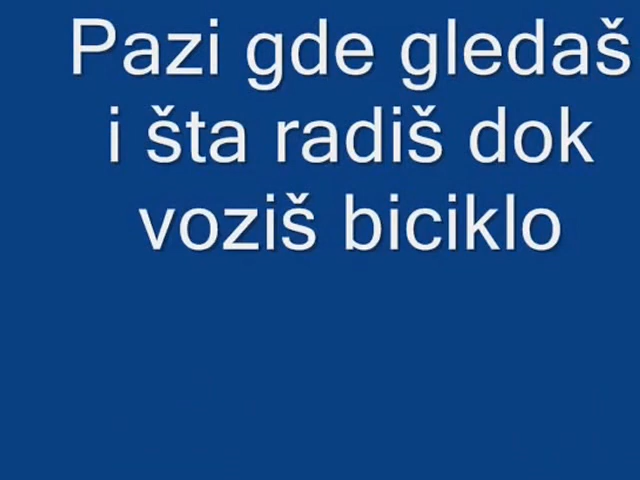 Pazi gde gledaš
i šta radiš dok
voziš biciklo